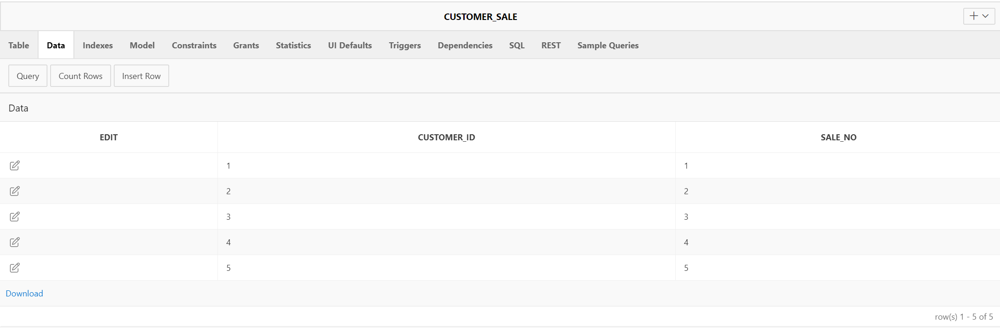 CUSTOMER_SALE
Table Data Indexes Model Constraints Grants Statistics UI Defaults Triggers Dependencies SQL REST Sample Queries
Query Count Rows Insert Row
Data
EDIT CUSTOMER_ID SALE_NO
1 1
2 2
3 3
4 4
5 5
Download
row(s) 1 - 5 of 5